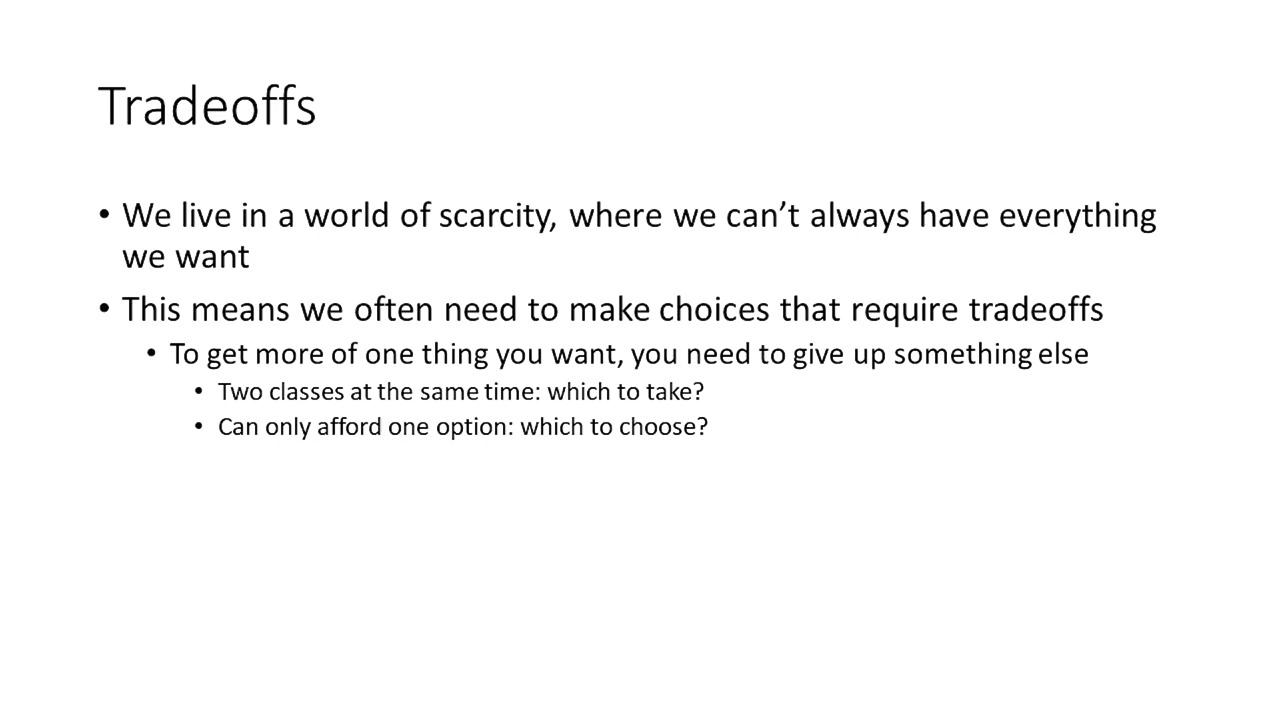 Tradeoffs
• We live in a world of scarcity, where we can’t always have everything
we want
• This means we often need to make choices that require tradeoffs
• To get more of one thing you want, you need to give up something else
• Two classes at the same time: which to take?
• Can only afford one option: which to choose?